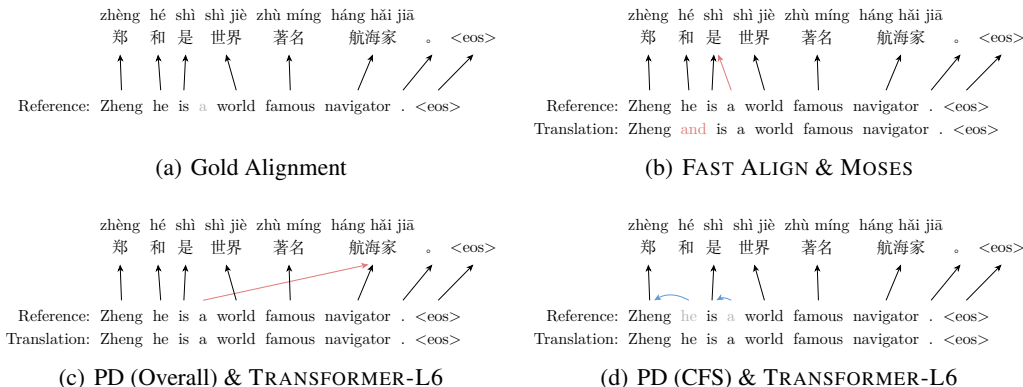 zhèng hé shì shì jiè zhù míng háng hǎi jiā
郑 和 是 世界 著名 航海家 。 <eos>
Reference: Zheng he is a world famous navigator . <eos>
(a) Gold Alignment
zhèng hé shì shì jiè zhù míng háng hǎi jiā
郑 和 是 世界 著名 航海家 。 <eos>
Reference: Zheng he is a world famous navigator . <eos>
Translation: Zheng and is a world famous navigator . <eos>
(b) FAST ALIGN & MOSES
zhèng hé shì shì jiè zhù míng háng hǎi jiā
郑 和 是 世界 著名 航海家 。 <eos>
Reference: Zheng he is a world famous navigator . <eos>
Translation: Zheng he is a world famous navigator . <eos>
(c) PD (Overall) & TRANSFORMER-L6
zhèng hé shì shì jiè zhù míng háng hǎi jiā
郑 和 是 世界 著名 航海家 。 <eos>
Reference: Zheng he is a world famous navigator . <eos>
Translation: Zheng he is a world famous navigator . <eos>
(d) PD (CFS) & TRANSFORMER-L6